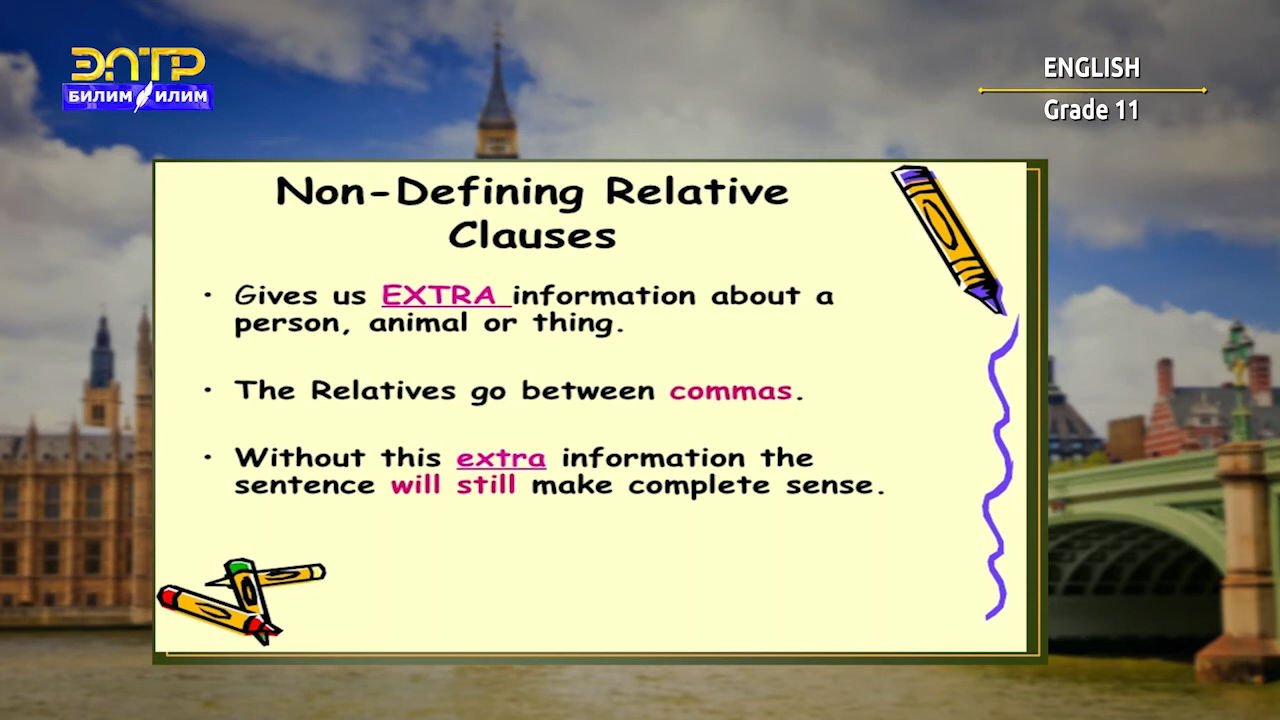 ЭЛТР
БИЛИМ ИЛИМ
ENGLISH
Grade 11
Non-Defining Relative
Clauses
• Gives us EXTRA information about a
person, animal or thing.
• The Relatives go between commas.
• Without this extra information the
sentence will still make complete sense.